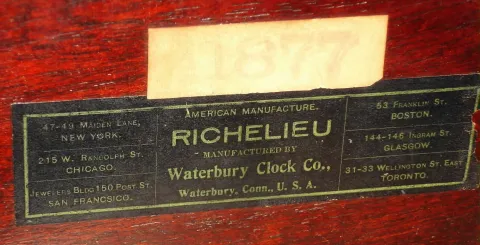 1877
47-49 Maiden Lane,
NEW YORK.
215 W. Randolph St.
CHICAGO.
Jewelers Bldg 150 Post St.
SAN FRANCSICO.
AMERICAN MANUFACTURE.
RICHELIEU
MANUFACTURED BY
Waterbury Clock Co.,
Waterbury, Conn., U. S. A.
53 Franklin St.
BOSTON.
144-146 Ingram St.
GLASGOW.
31-33 Wellington St. East
TORONTO.